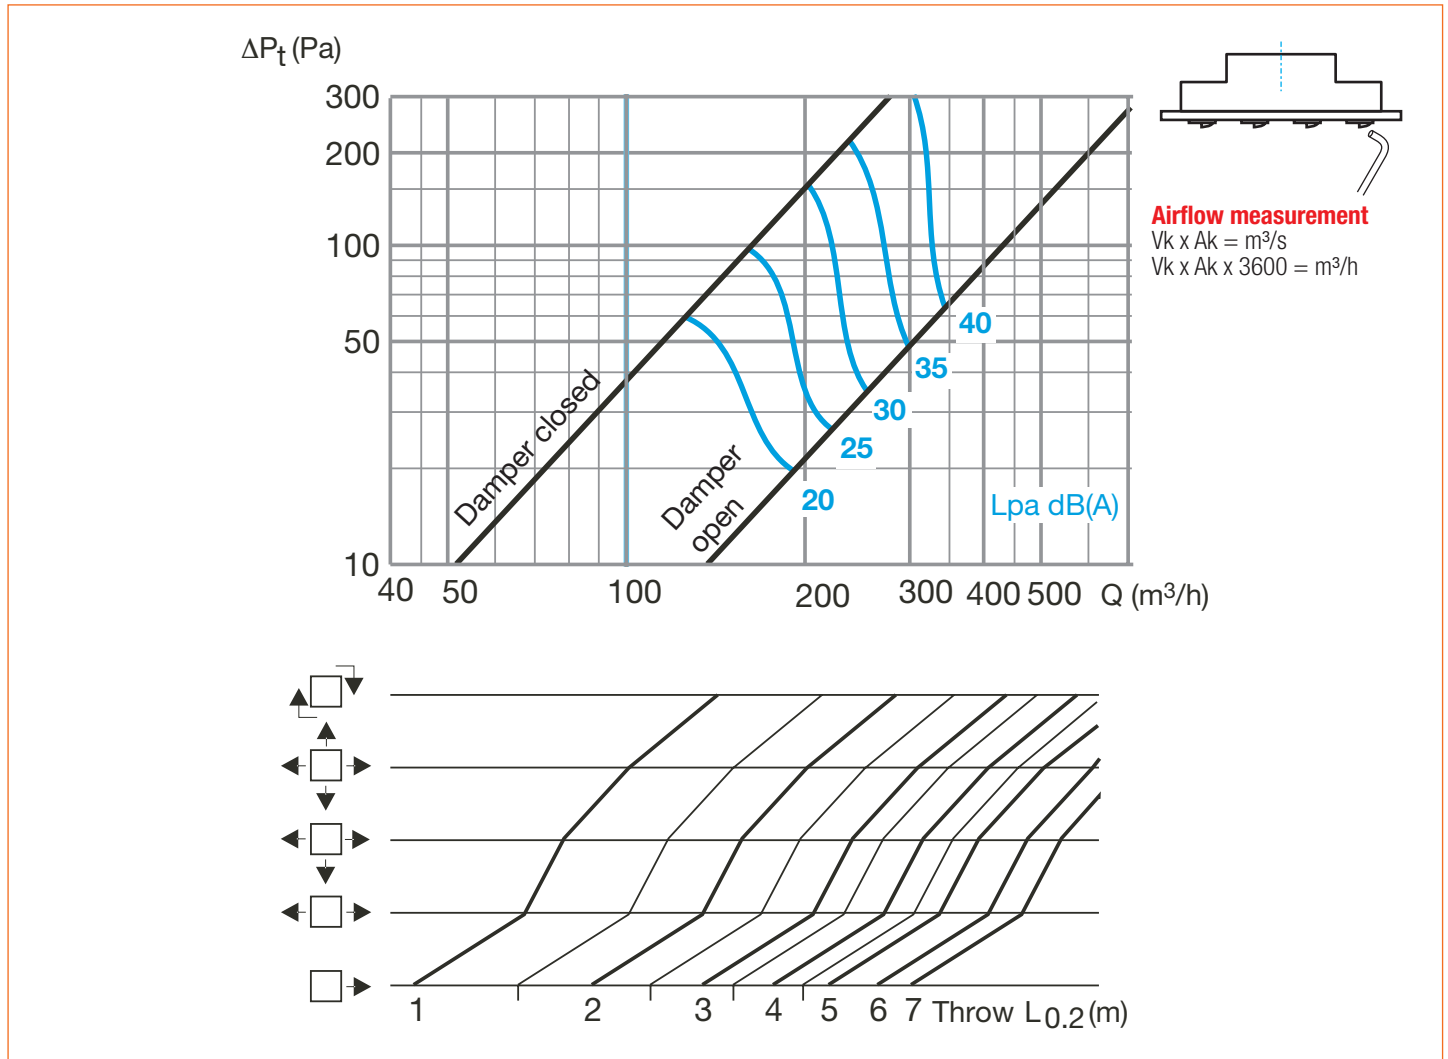 ΔPt (Pa)
300
200
100
50
10
40 50 100 200 300 400 500 Q (m³/h)
Damper closed
Damper
open
20
25
30
35
40
Lpa dB(A)
Airflow measurement
Vk x Ak = m³/s
Vk x Ak x 3600 = m³/h
1 2 3 4 5 6 7 Throw L0.2 (m)